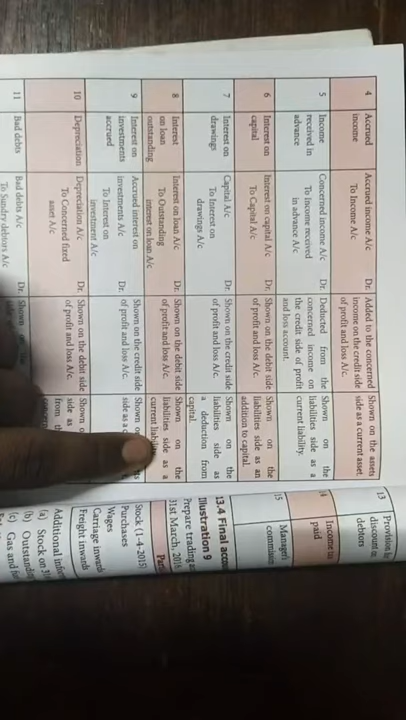 4 Accrued income
Accrued income A/c Dr.
To Income A/c
Added to the concerned income on the credit side of profit and loss A/c.
Shown on the assets side as a current asset.
5 Income received in advance
Concerned income A/c Dr.
To Income received in advance A/c
Deducted from the concerned income on the credit side of profit and loss account.
Shown on the liabilities side as a current liability.
6 Interest on capital
Interest on capital A/c Dr.
To Capital A/c
Shown on the debit side of profit and loss A/c.
Shown on the liabilities side as an addition to capital.
7 Interest on drawings
Capital A/c Dr.
To Interest on drawings A/c
Shown on the credit side of profit and loss A/c.
Shown on the liabilities side as a deduction from capital.
8 Interest on loan outstanding
Interest on loan A/c Dr.
To Outstanding interest on loan A/c
Shown on the debit side of profit and loss A/c.
Shown on the liabilities side as a current
9 Interest on investments accrued
Accrued interest on investments A/c Dr.
To Interest on investment A/c
Shown on the credit side of profit and loss A/c.
Shown
side as a
10 Depreciation
Depreciation A/c Dr.
To Concerned fixed asset A/c
Shown on the debit side of profit and loss A/c.
Shown
side as
from
11 Bad debts
Bad debts A/c Dr.
To Sundry debtors A/c
Shown
13
discount
debtors
Income
paid
15 Manager's
13.4 Final
Illustration 9
Prepare trading
31st March, 2016
Stock (1-4-2015)
Purchases
Wages
Carriage inwards
Freight inwards
Additional
(a) Stock on
(b) Outstanding
(c) Gas and